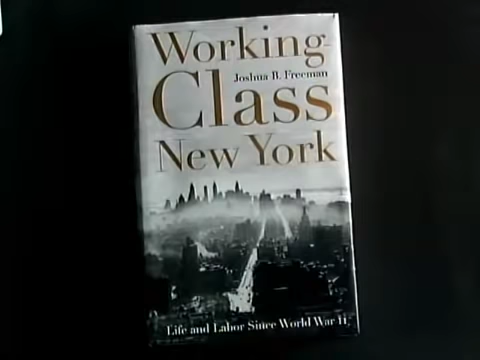 Working-
Joshua B. Freeman
Class
New York
Life and Labor Since World War II